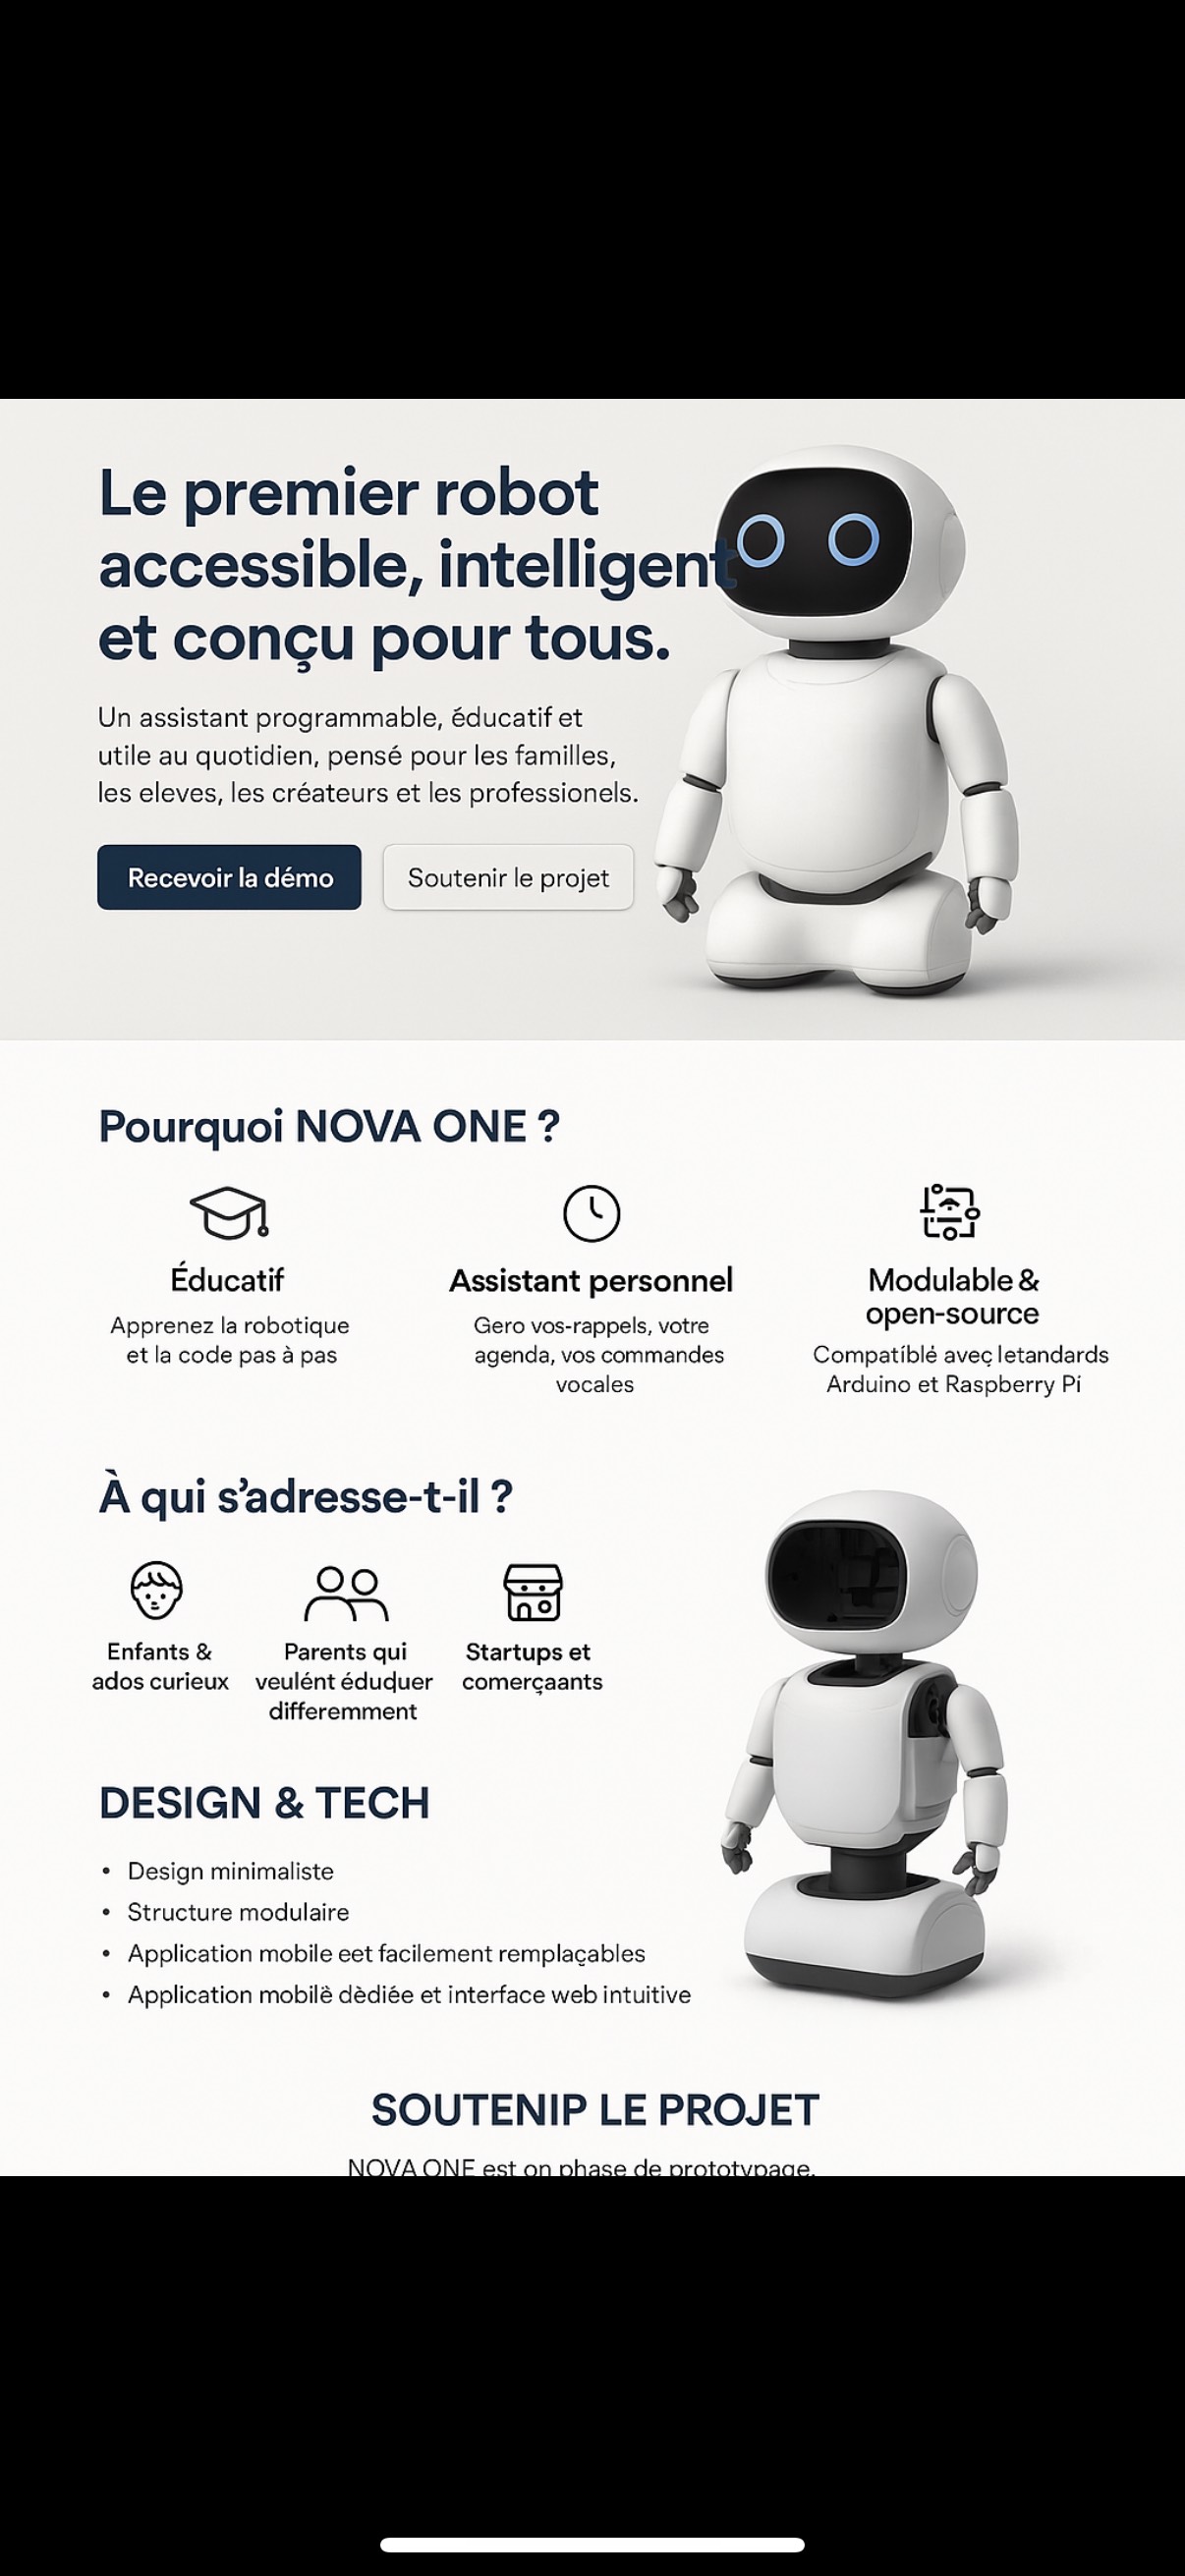 Le premier robot
accessible, intelligent
et conçu pour tous.
Un assistant programmable, éducatif et
utile au quotidien, pensé pour les familles,
les eleves, les créateurs et les professionels.
Recevoir la démo
Soutenir le projet
Pourquoi NOVA ONE ?
Éducatif
Apprenez la robotique
et la code pas à pas
Assistant personnel
Gero vos-rappels, votre
agenda, vos commandes
vocales
Modulable &
open-source
Compatíblé aveç letandards
Arduino et Raspberry Pí
À qui s’adresse-t-il ?
Enfants &
ados curieux
Parents qui
veulént éduquer
differemment
Startups et
comerçaants
DESIGN & TECH
• Design minimaliste
• Structure modulaire
• Application mobile eet facilement remplaçables
• Application mobilë dèdiée et interface web intuitive
SOUTENIP LE PROJET
NOVA ONE est on phase de prototypage.